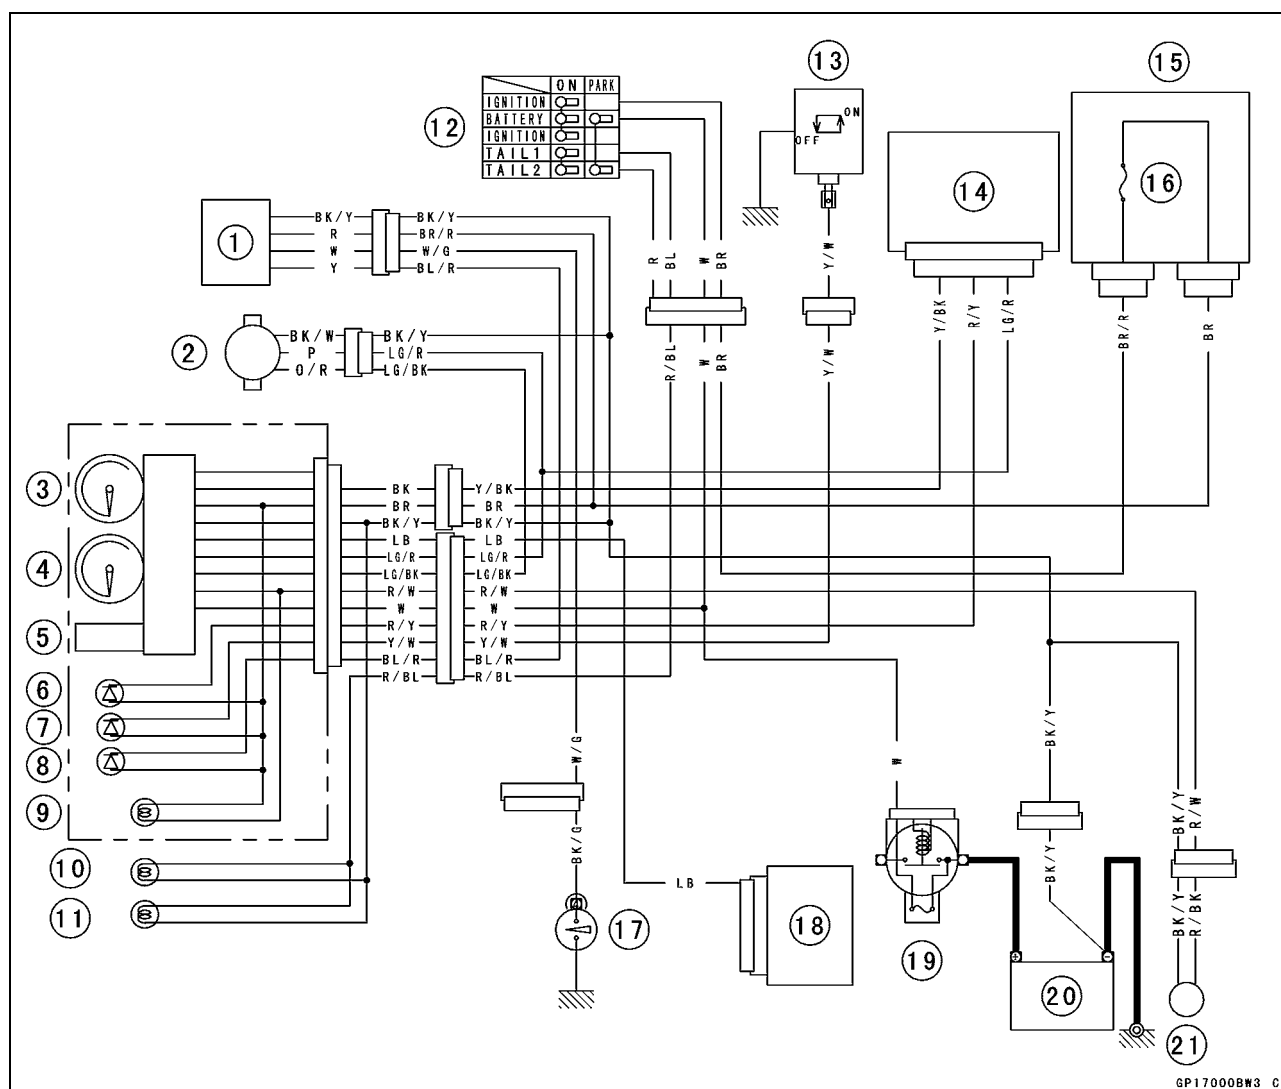 13
15
ON PARK
IGNITION
BATTERY
IGNITION
TAIL1
TAIL2
12
ON
OFF
14
16
1
BK/Y BK/Y
R BR/R
W W/G
Y BL/R
R BL W BR
Y/W
Y/BK R/Y LG/R
BR/R
BR
2
BK/W BK/Y
P LG/R
O/R LG/BK
R/BL W BR
Y/W
3
BK Y/BK
BR BR
BK/Y BK/Y
LB LB
4
LG/R LG/R
LG/BK LG/BK
R/W R/W
W W
5
R/Y R/Y
Y/W Y/W
BL/R BL/R
R/BL R/BL
6
7
8
9
10
11
W/G
BK/G
17
LB
18
W
19
BK/Y
BK/Y
+ -
20
BK/Y R/W
BK/Y R/BK
21
GP17000BW3 C